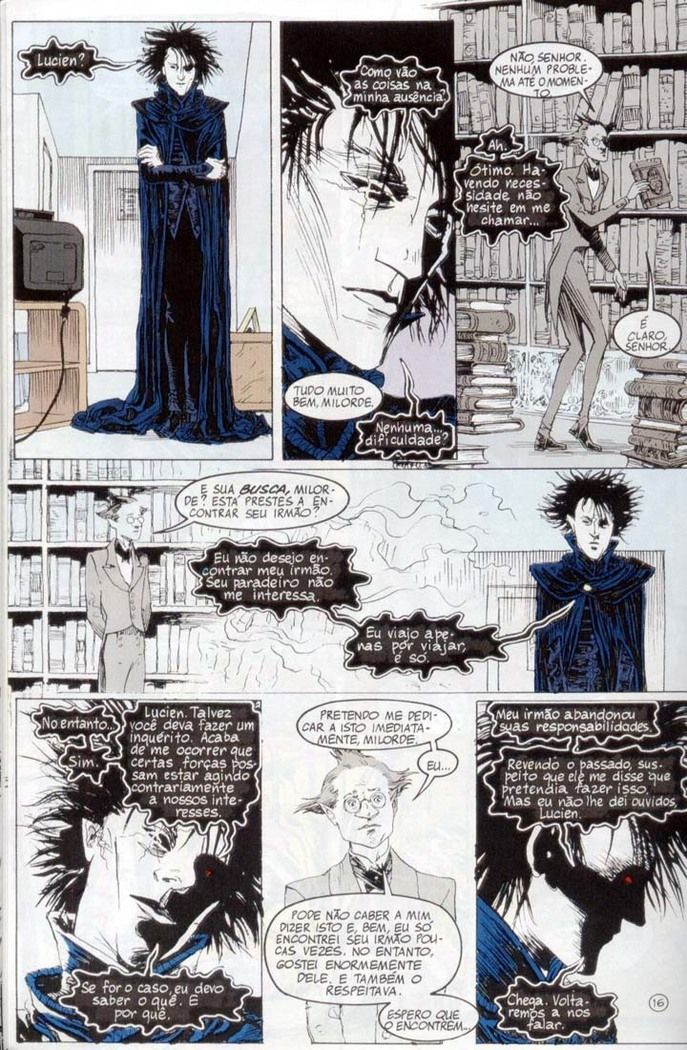 Lucien?
Como vão
as coisas na
minha ausência?
TUDO MUITO
BEM, MILORDE.
Nenhuma...
dificuldade?
NÃO, SENHOR.
NENHUM PROBLE-
MA ATÉ O MOMEN-
TO.
Ah.
Ótimo. Ha-
vendo neces-
sidade, não
hesite em me
chamar...
É
CLARO,
SENHOR.
E SUA BUSCA, MILOR-
DE? ESTÁ PRESTES A EN-
CONTRAR SEU IRMÃO?
Eu não desejo en-
contrar meu irmão.
Seu paradeiro não
me interessa.
Eu viajo ape-
nas por viajar,
é só.
No entanto...
Sim.
Lucien. Talvez
você deva fazer um
inquérito. Acaba
de me ocorrer que
certas forças pos-
sam estar agindo
contrariamente
a nossos inte-
resses.
Se for o caso, eu devo
saber o quê. E
por quê.
PRETENDO ME DEDI-
CAR A ISTO IMEDIATA-
MENTE, MILORDE.
EU...
PODE NÃO CABER A MIM
DIZER ISTO E, BEM, EU SÓ
ENCONTREI SEU IRMÃO POU-
CAS VEZES. NO ENTANTO,
GOSTEI ENORMEMENTE
DELE. E TAMBÉM O
RESPEITAVA.
ESPERO QUE
O ENCONTREM...
Meu irmão abandonou
suas responsabilidades.
Revendo o passado, sus-
peito que ele me disse que
pretendia fazer isso.
Mas eu não lhe dei ouvidos,
Lucien.
Chega. Volta-
remos a nos
falar.
16